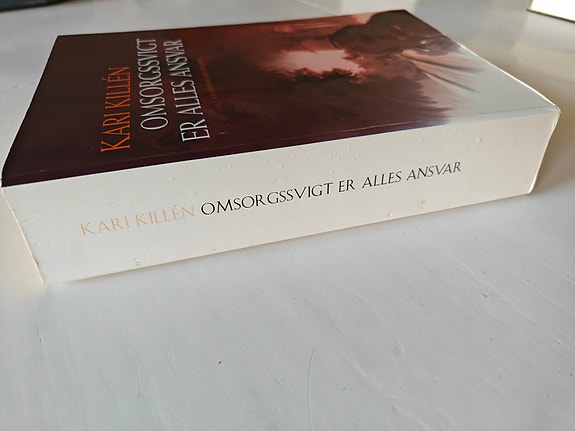 KARI KILLÉN
OMSORGSSVIGT
ER ALLES ANSVAR
KARI KILLÉN OMSORGSSVIGT ER ALLES ANSVAR